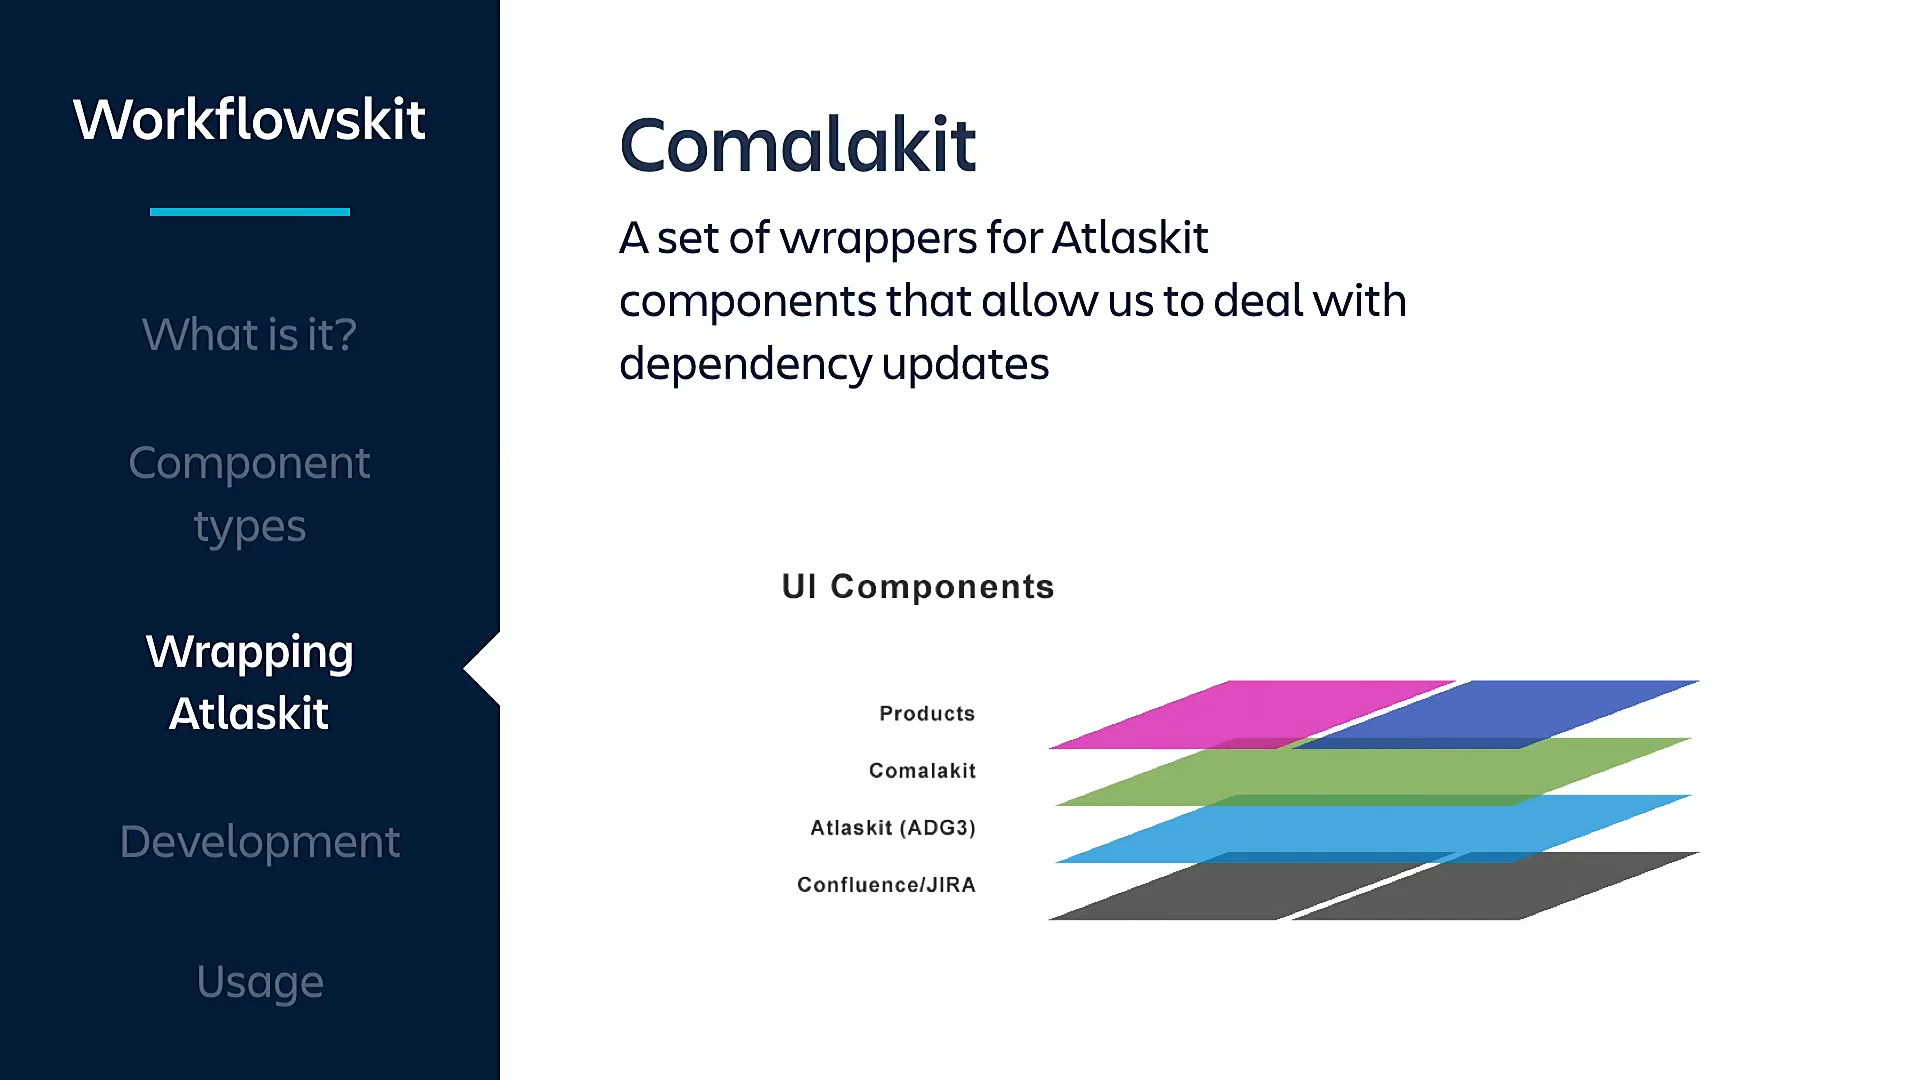 Workflowskit
What is it?
Component
types
Wrapping
Atlaskit
Development
Usage
Comalakit
A set of wrappers for Atlaskit
components that allow us to deal with
dependency updates
UI Components
Products
Comalakit
Atlaskit (ADG3)
Confluence/JIRA